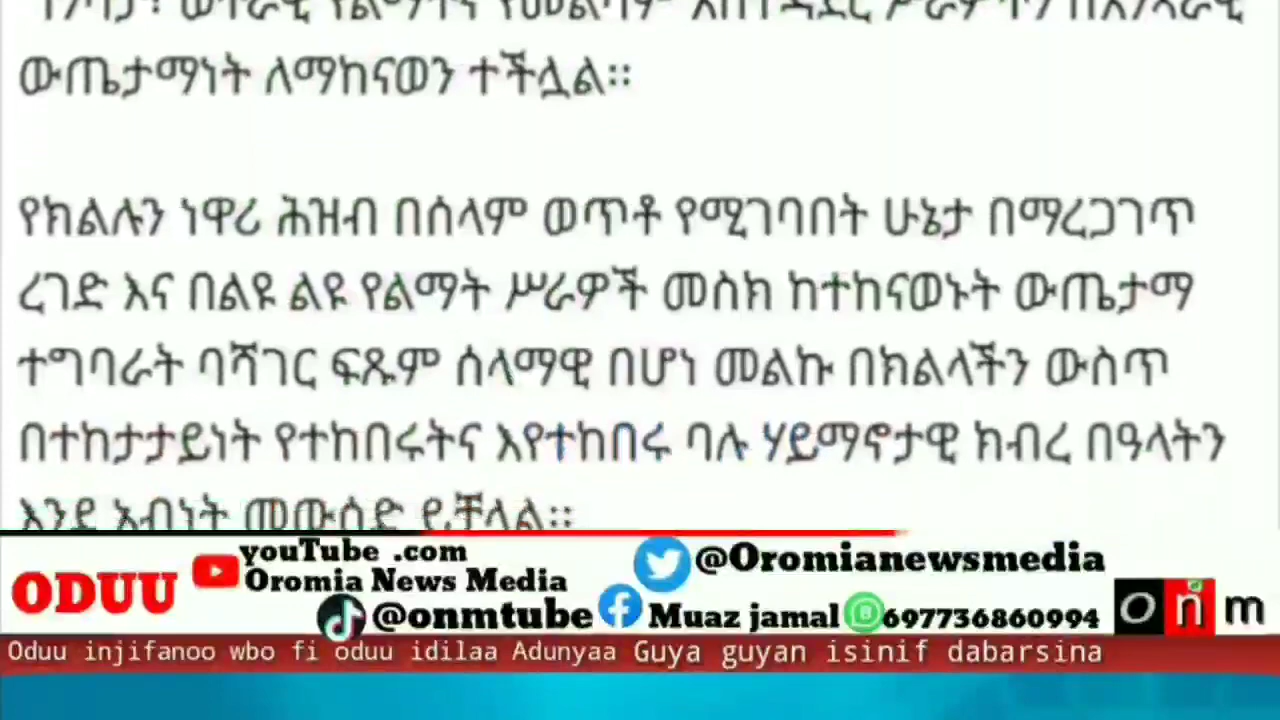 ውጤታማነት ለማከናወን ተችሏል።
የክልሉን ነዋሪ ሕዝብ በሰላም ወጥቶ የሚገባበት ሁኔታ በማረጋገጥ
ረገድ እና በልዩ ልዩ የልማት ሥራዎች መስክ ከተከናወኑት ውጤታማ
ተግባራት ባሻገር ፍጹም ሰላማዊ በሆነ መልኩ በክልላችን ውስጥ
በተከታታይነት የተከበሩትና እየተከበሩ ባሉ ሃይማኖታዊ ክብረ በዓላትን
እንደ አብነት መውሰድ ይቻላል።
ODUU
youTube .com
Oromia News Media
@Oromianewsmedia
@onmtube
Muaz jamal
697736860994
onm
Oduu injifanoo wbo fi oduu idilaa Adunyaa Guya guyan isinif dabarsina